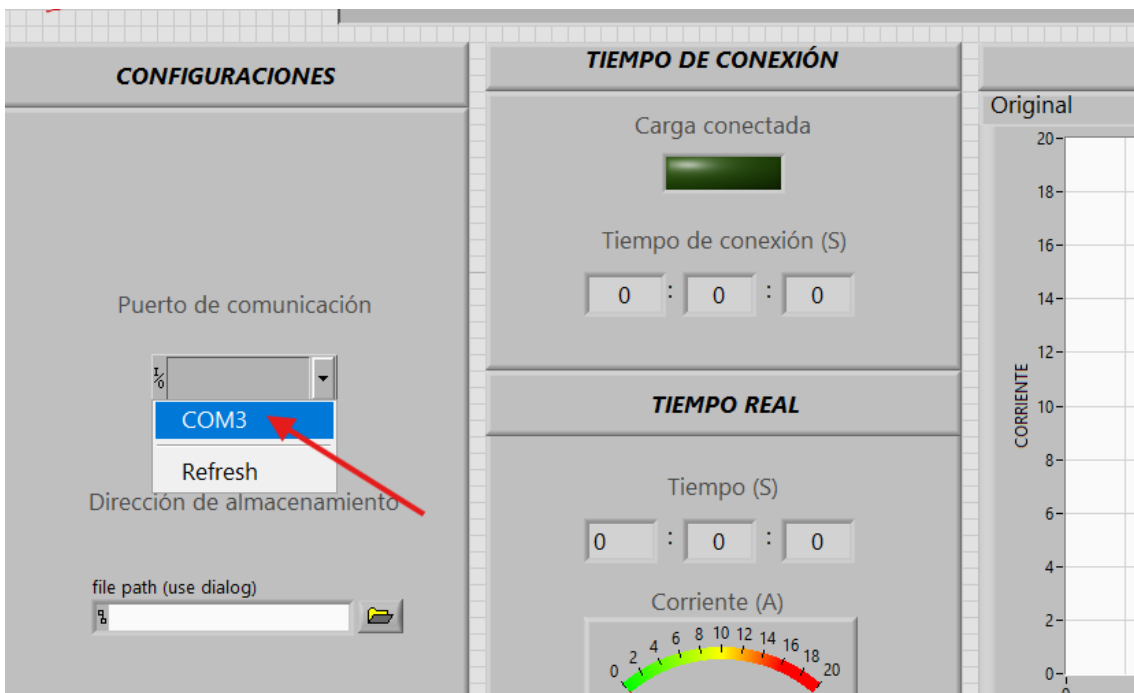 CONFIGURACIONES
Puerto de comunicación
I/O
COM3
Refresh
Dirección de almacenamiento
file path (use dialog)
TIEMPO DE CONEXIÓN
Carga conectada
Tiempo de conexión (S)
0 : 0 : 0
TIEMPO REAL
Tiempo (S)
0 : 0 : 0
Corriente (A)
0 2 4 6 8 10 12 14 16 18 20
Original
CORRIENTE
20
18
16
14
12
10
8
6
4
2
0